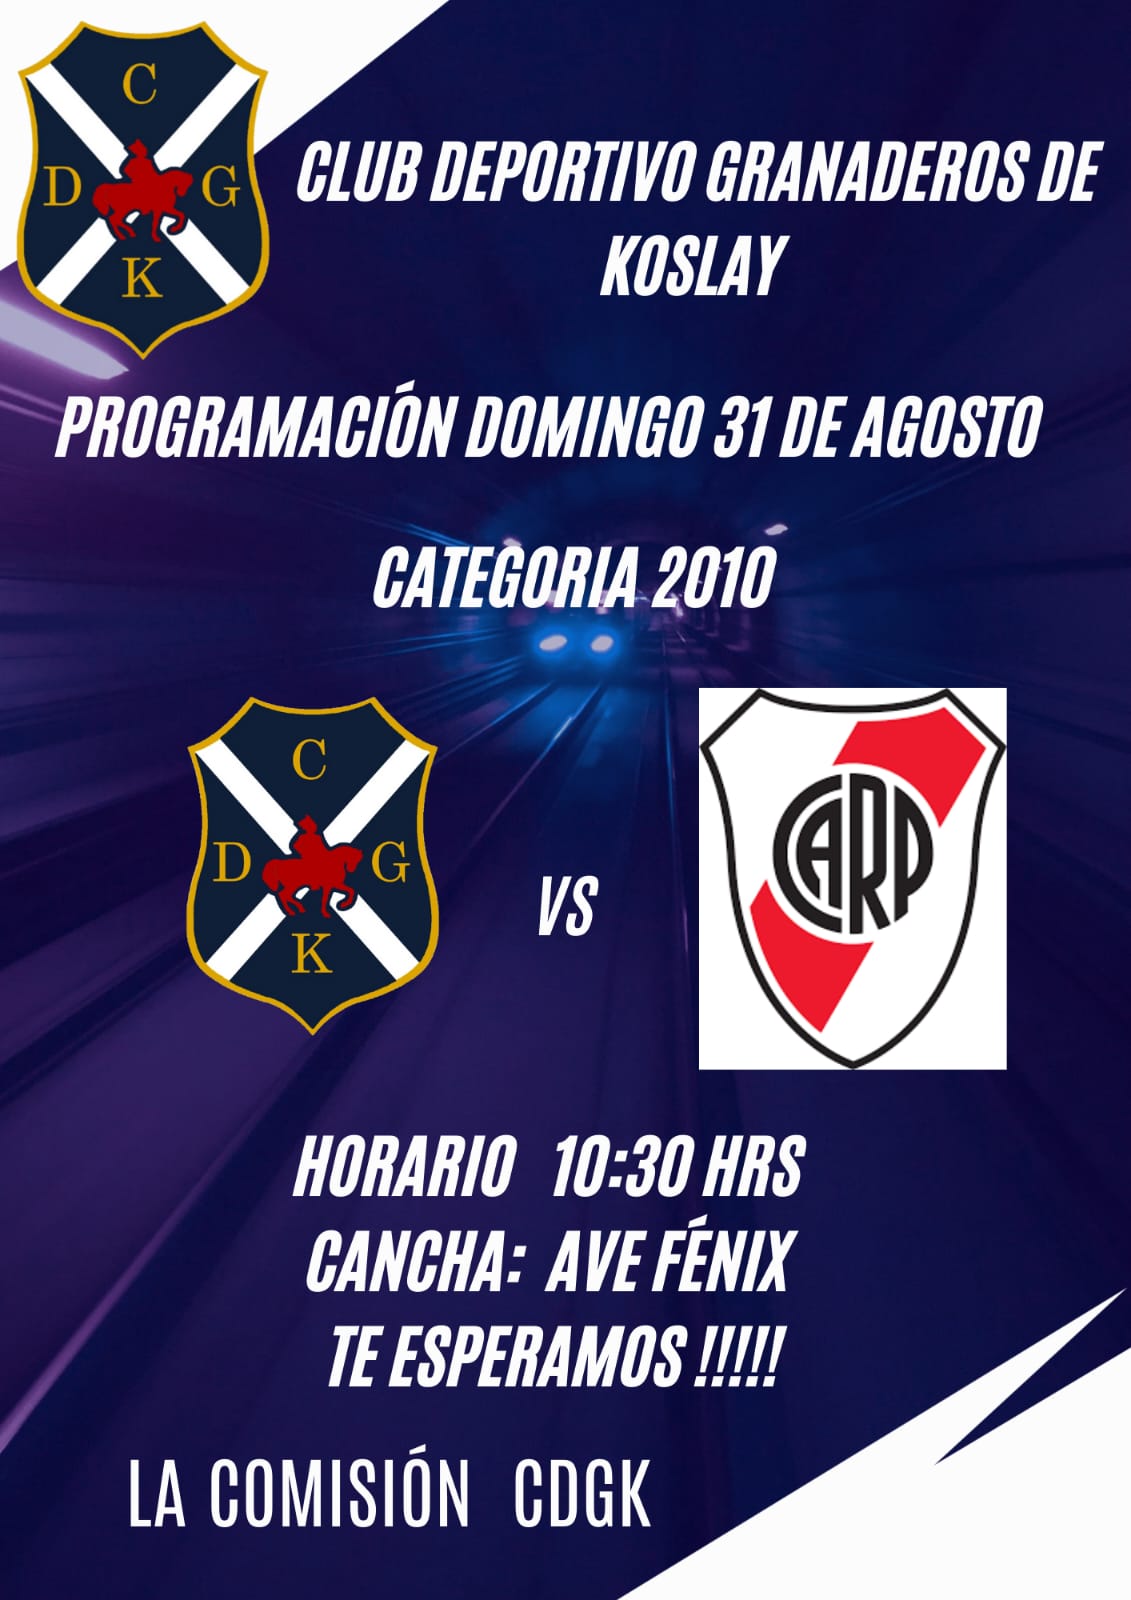 C
D G
K
CLUB DEPORTIVO GRANADEROS DE
KOSLAY
PROGRAMACIÓN DOMINGO 31 DE AGOSTO
CATEGORIA 2010
C
D G
K
VS
CARP
HORARIO 10:30 HRS
CANCHA: AVE FÉNIX
TE ESPERAMOS !!!!!
LA COMISIÓN CDGK